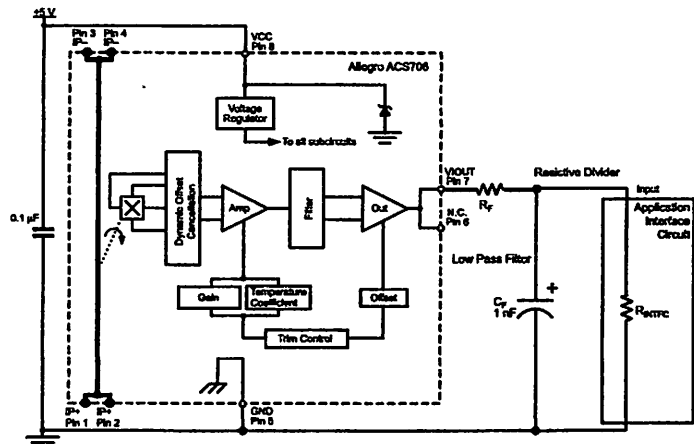 +5 V
Pin 3 Pin 4
IP– IP–
VCC
Pin 8
Allegro ACS706
Voltage
Regulator
To all subcircuits
Dynamic Offset
Cancellation
Amp
Filter
Out
VIOUT
Pin 7
N.C.
Pin 6
RF
Resistive Divider
Input
Application
Interface
Circuit
0.1 µF
Low Pass Filter
Gain
Temperature
Coefficient
Offset
Trim Control
CF
1 nF
+
RINTFC
IP+ IP+
Pin 1 Pin 2
GND
Pin 5